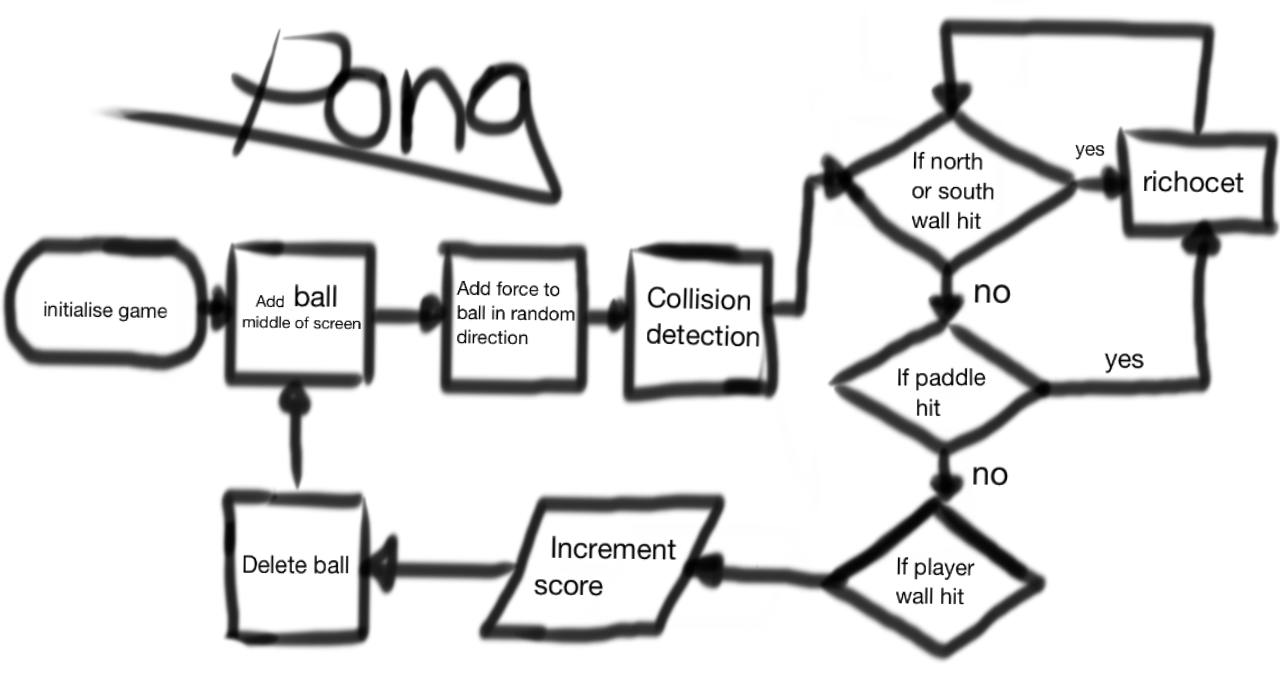 Pong
If north
or south
wall hit
yes
richocet
initialise game
Add ball
middle of screen
Add force to
ball in random
direction
Collision
detection
no
If paddle
hit
yes
no
If player
wall hit
Increment
score
Delete ball